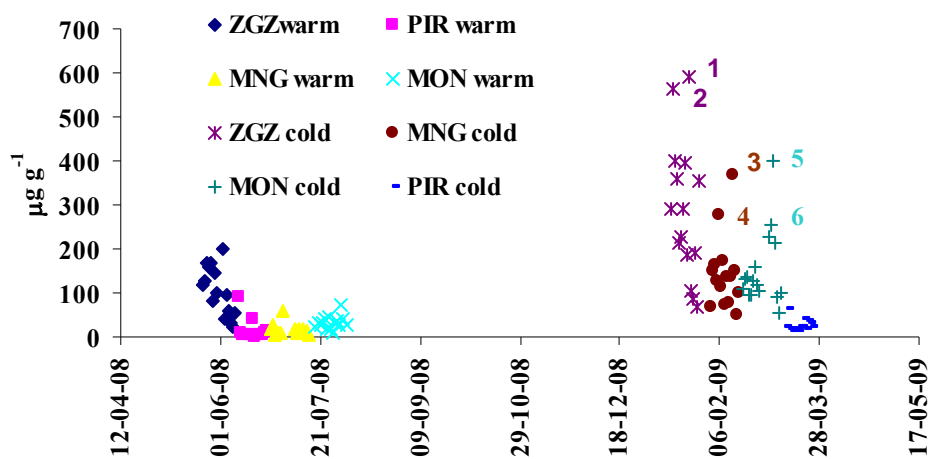 700
600
500
400
300
200
100
0
µg g-1
ZGZwarm PIR warm
MNG warm MON warm
ZGZ cold MNG cold
MON cold PIR cold
1
2
3
5
4
6
12-04-08 01-06-08 21-07-08 09-09-08 29-10-08 18-12-08 06-02-09 28-03-09 17-05-09